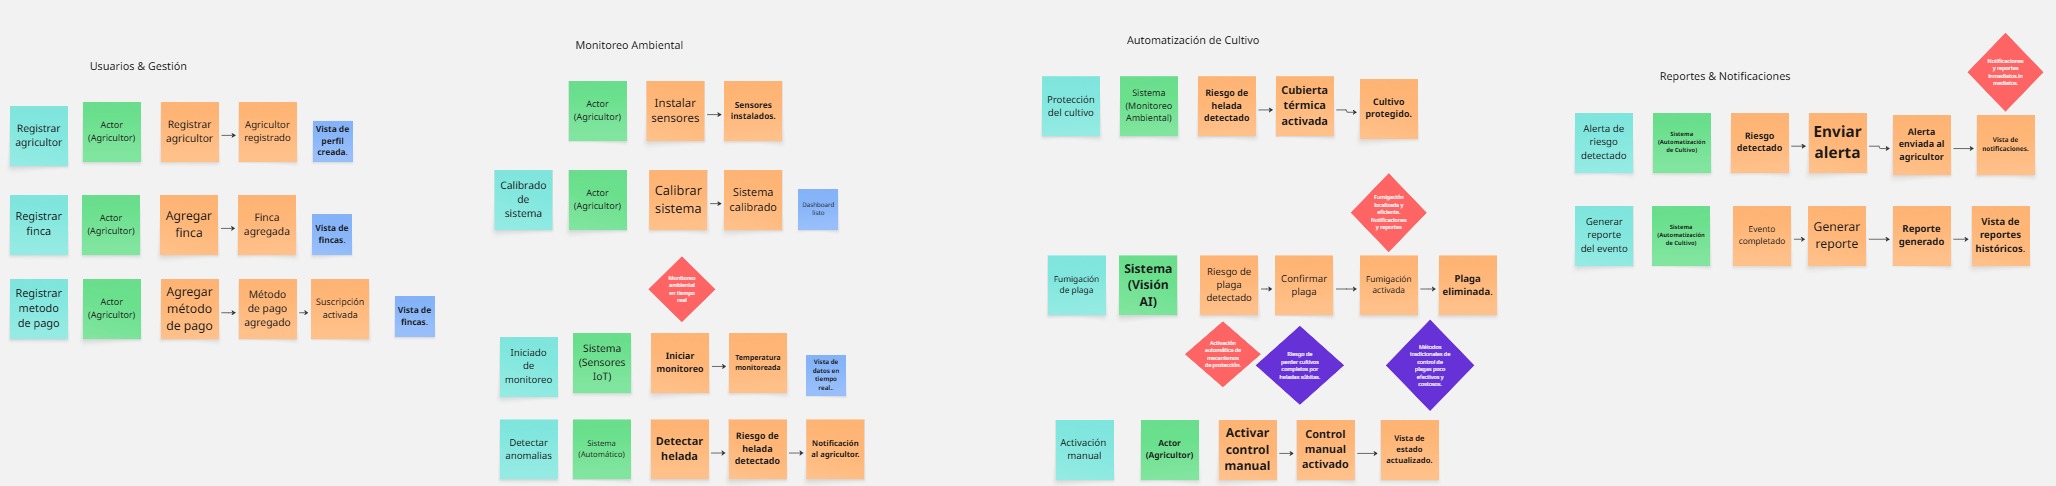 Usuarios & Gestión
Registrar
agricultor
Actor
(Agricultor)
Registrar
agricultor
Agricultor
registrado
Vista de
perfil
creada.
Registrar
finca
Actor
(Agricultor)
Agregar
finca
Finca
agregada
Vista de
fincas.
Registrar
metodo
de pago
Actor
(Agricultor)
Agregar
método
de pago
Método
de pago
agregado
Suscripción
activada
Vista de
fincas.
Monitoreo Ambiental
Actor
(Agricultor)
Instalar
sensores
Sensores
instalados.
Calibrado
de
sistema
Actor
(Agricultor)
Calibrar
sistema
Sistema
calibrado
Dashboard
listo
Monitoreo
ambiental
en tiempo
real
Iniciado
de
monitoreo
Sistema
(Sensores
IoT)
Iniciar
monitoreo
Temperatura
monitoreada
Vista de
datos en
tiempo
real..
Detectar
anomalias
Sistema
(Automático)
Detectar
helada
Riesgo de
helada
detectado
Notificación
al agricultor.
Automatización de Cultivo
Protección
del cultivo
Sistema
(Monitoreo
Ambiental)
Riesgo de
helada
detectado
Cubierta
térmica
activada
Cultivo
protegido.
Fumigación
localizada y
eficiente.
Notificaciones
y reportes
Fumigación
de plaga
Sistema
(Visión
AI)
Riesgo de
plaga
detectado
Confirmar
plaga
Fumigación
activada
Plaga
eliminada.
Activación
automática de
mecanismos
de protección.
Riesgo de
perder cultivos
completos por
heladas súbitas.
Métodos
tradicionales de
control de
plagas poco
efectivos y
costosos.
Activación
manual
Actor
(Agricultor)
Activar
control
manual
Control
manual
activado
Vista de
estado
actualizado.
Reportes & Notificaciones
Notificaciones
y reportes
inmediatos.in
mediatos.
Alerta de
riesgo
detectado
Sistema
(Automatización
de Cultivo)
Riesgo
detectado
Enviar
alerta
Alerta
enviada al
agricultor
Vista de
notificaciones.
Generar
reporte
del evento
Sistema
(Automatización
de Cultivo)
Evento
completado
Generar
reporte
Reporte
generado
Vista de
reportes
históricos.